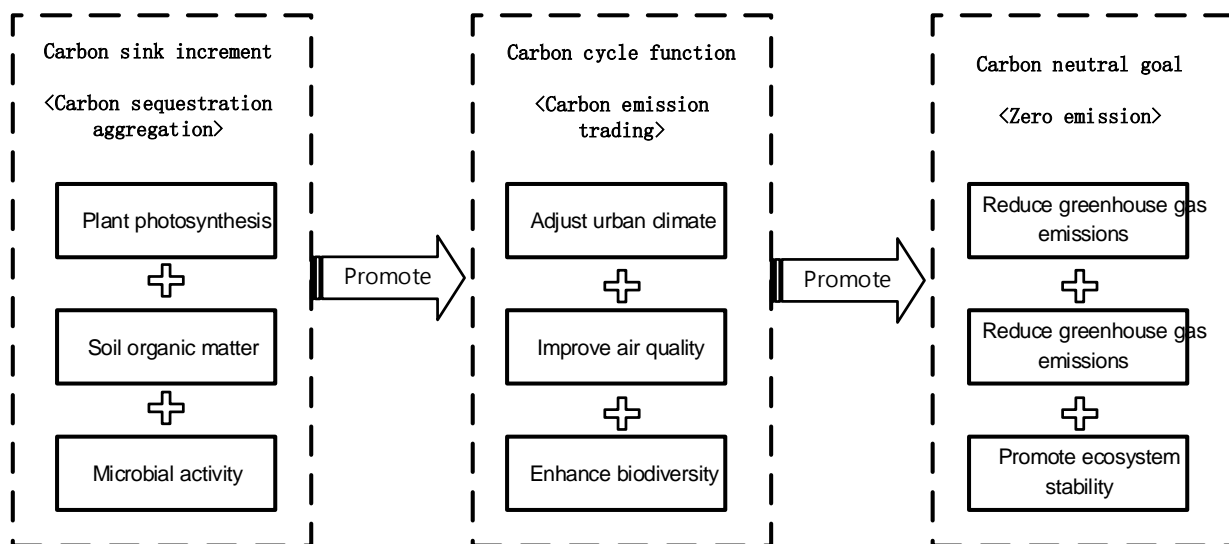 Carbon sink increment
<Carbon sequestration
aggregation>
Plant photosynthesis
Soil organic matter
Microbial activity
Promote
Carbon cycle function
<Carbon emission
trading>
Adjust urban dimate
Improve air quality
Enhance biodiversity
Promote
Carbon neutral goal
<Zero emission>
Reduce greenhouse gas
emissions
Reduce greenhouse gas
emissions
Promote ecosystem
stability